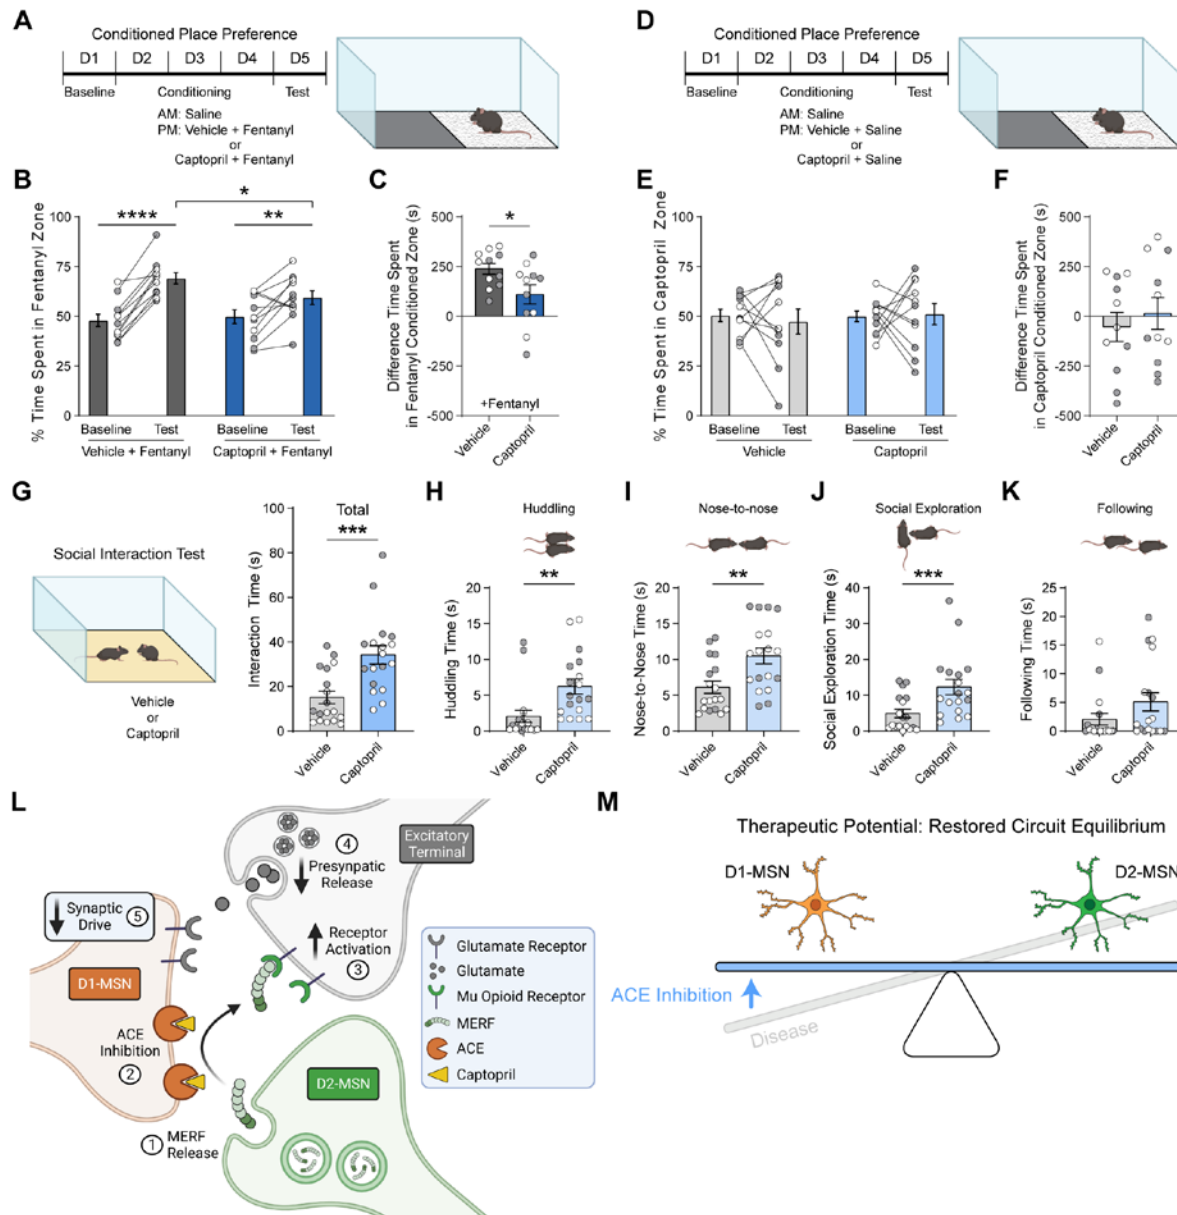 A
Conditioned Place Preference
D1 D2 D3 D4 D5
Baseline Conditioning Test
AM: Saline
PM: Vehicle + Fentanyl
or
Captopril + Fentanyl
D
Conditioned Place Preference
D1 D2 D3 D4 D5
Baseline Conditioning Test
AM: Saline
PM: Vehicle + Saline
or
Captopril + Saline
B
% Time Spent in Fentanyl Zone
100
75
50
25
0
****
*
**
Baseline Test Baseline Test
Vehicle + Fentanyl Captopril + Fentanyl
C
Difference Time Spent
in Fentanyl Conditioned Zone (s)
500
250
0
-250
-500
*
+Fentanyl
Vehicle
Captopril
E
% Time Spent in Captopril Zone
100
75
50
25
0
Baseline Test Baseline Test
Vehicle Captopril
F
Difference Time Spent
in Captopril Conditioned Zone (s)
500
250
0
-250
-500
Vehicle
Captopril
G
Social Interaction Test
Vehicle
or
Captopril
Total
***
Interaction Time (s)
100
80
60
40
20
0
Vehicle
Captopril
H
Huddling
**
Huddling Time (s)
20
15
10
5
0
Vehicle
Captopril
I
Nose-to-nose
**
Nose-to-Nose Time (s)
20
15
10
5
0
Vehicle
Captopril
J
Social Exploration
***
Social Exploration Time (s)
40
30
20
10
0
Vehicle
Captopril
K
Following
Following Time (s)
25
20
15
10
5
0
Vehicle
Captopril
L
Excitatory
Terminal
4
Presynpatic
Release
Synaptic
Drive
5
Receptor
Activation
3
D1-MSN
ACE
Inhibition
2
D2-MSN
1 MERF
Release
Glutamate Receptor
Glutamate
Mu Opioid Receptor
MERF
ACE
Captopril
M
Therapeutic Potential: Restored Circuit Equilibrium
D1-MSN
D2-MSN
ACE Inhibition
Disease